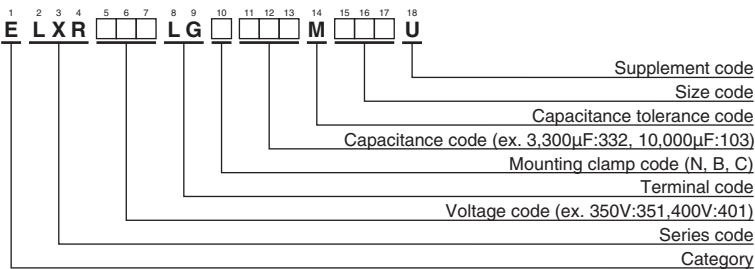 1 2 3 4 5 6 7 8 9 10 11 12 13 14 15 16 17 18
E L X R L G M U
Supplement code
Size code
Capacitance tolerance code
Capacitance code (ex. 3,300μF:332, 10,000μF:103)
Mounting clamp code (N, B, C)
Terminal code
Voltage code (ex. 350V:351,400V:401)
Series code
Category